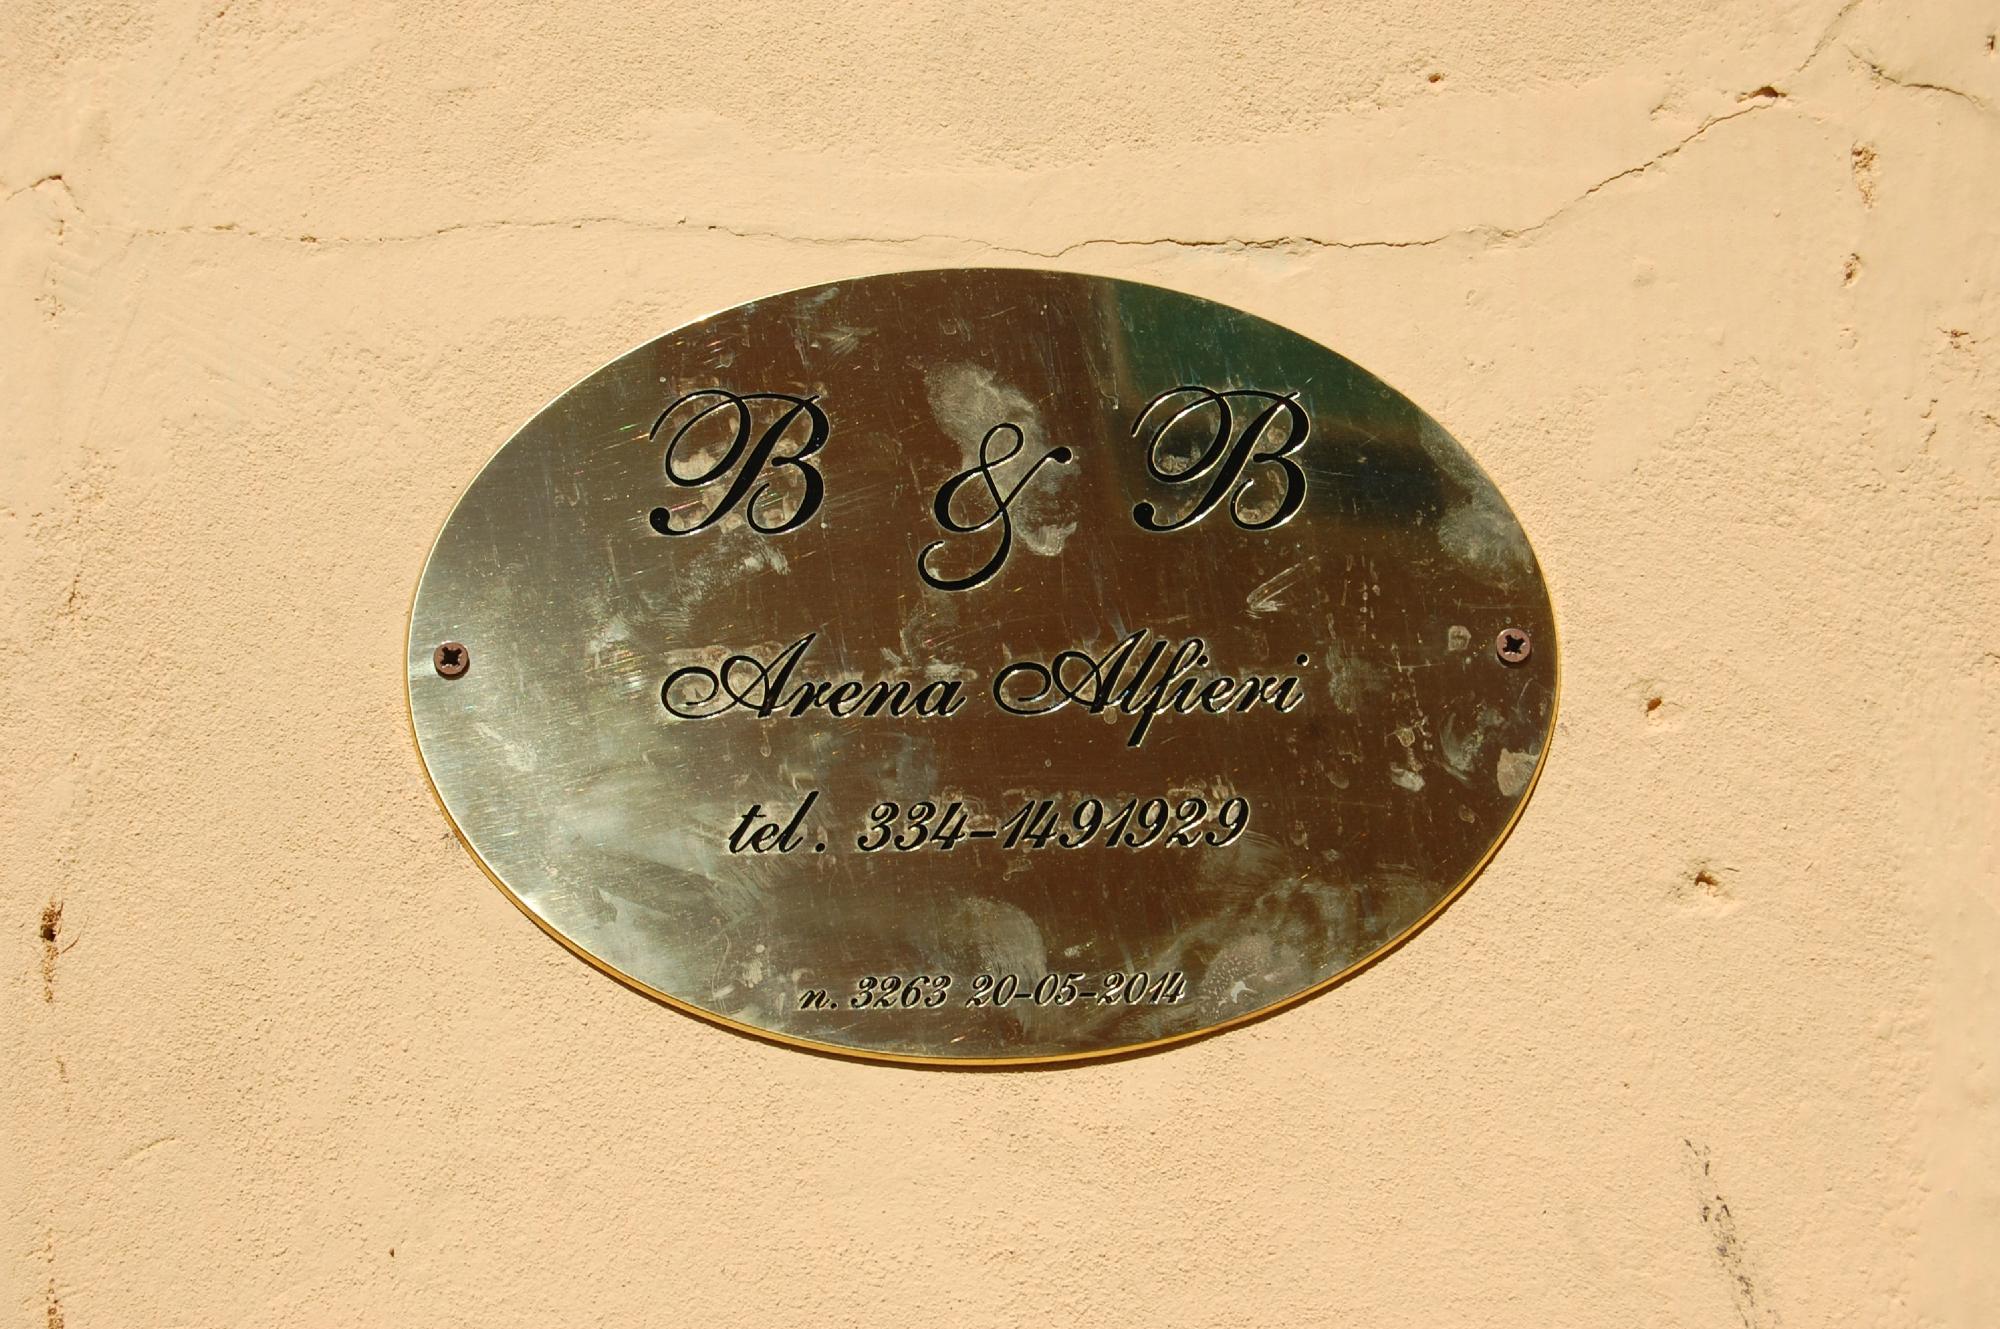 B & B
Arena Alfieri
tel. 334-1491929
n. 3263 20-05-2014